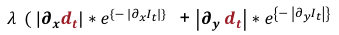 λ ( |∂ₓdₜ| ∗ e^{−|∂ₓIₜ|} + |∂ᵧ dₜ| ∗ e^{−|∂ᵧIₜ|}